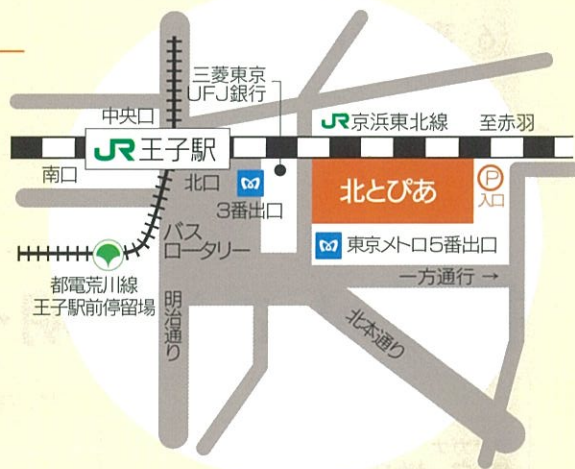 三菱東京
UFJ銀行
中央口
JR京浜東北線
至赤羽
JR王子駅
南口
北口
3番出口
北とぴあ
P
入口
バス
ロータリー
東京メトロ5番出口
一方通行 →
都電荒川線
王子駅前停留場
明治通り
北本通り